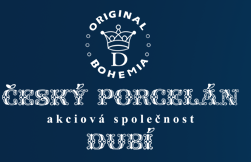 ORIGINAL
D
BOHEMIA
ČESKÝ PORCELÁN
akciová společnost
DUBÍ